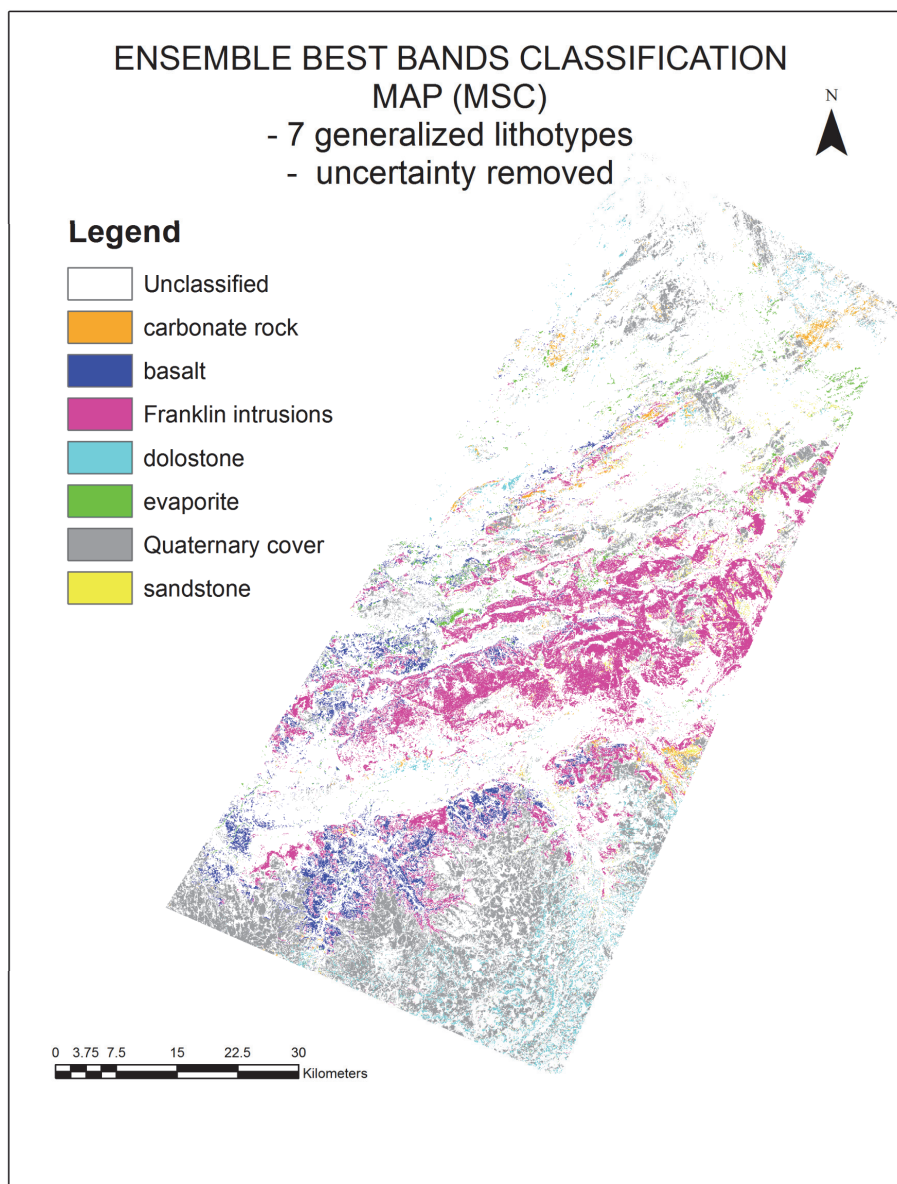 ENSEMBLE BEST BANDS CLASSIFICATION
MAP (MSC)
- 7 generalized lithotypes
- uncertainty removed
N
Legend
Unclassified
carbonate rock
basalt
Franklin intrusions
dolostone
evaporite
Quaternary cover
sandstone
0 3.75 7.5 15 22.5 30
Kilometers